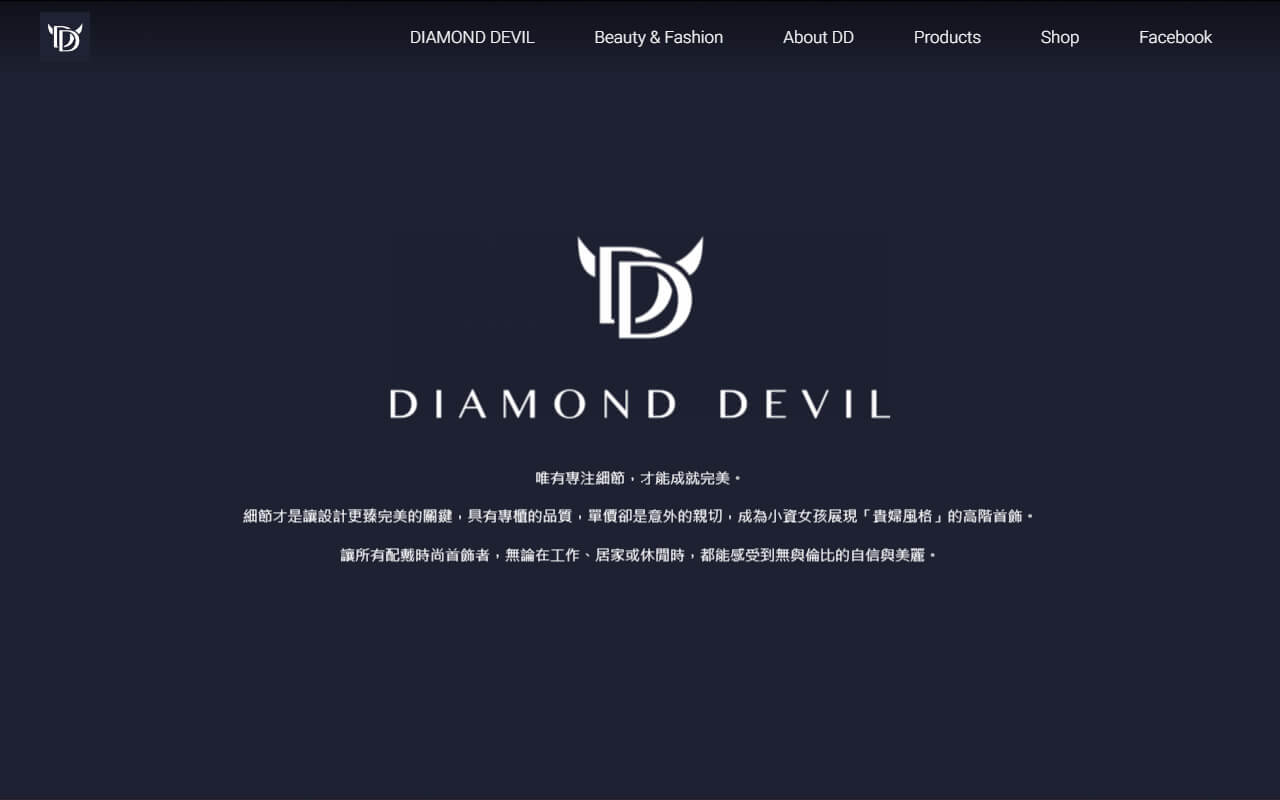 DD
DIAMOND DEVIL
Beauty & Fashion
About DD
Products
Shop
Facebook
DD
DIAMOND DEVIL
唯有專注細節，才能成就完美。
細節才是讓設計更臻完美的關鍵，具有專櫃的品質，單價卻是意外的親切，成為小資女孩展現「貴婦風格」的高階首飾。
讓所有配戴時尚首飾者，無論在工作、居家或休閒時，都能感受到無與倫比的自信與美麗。